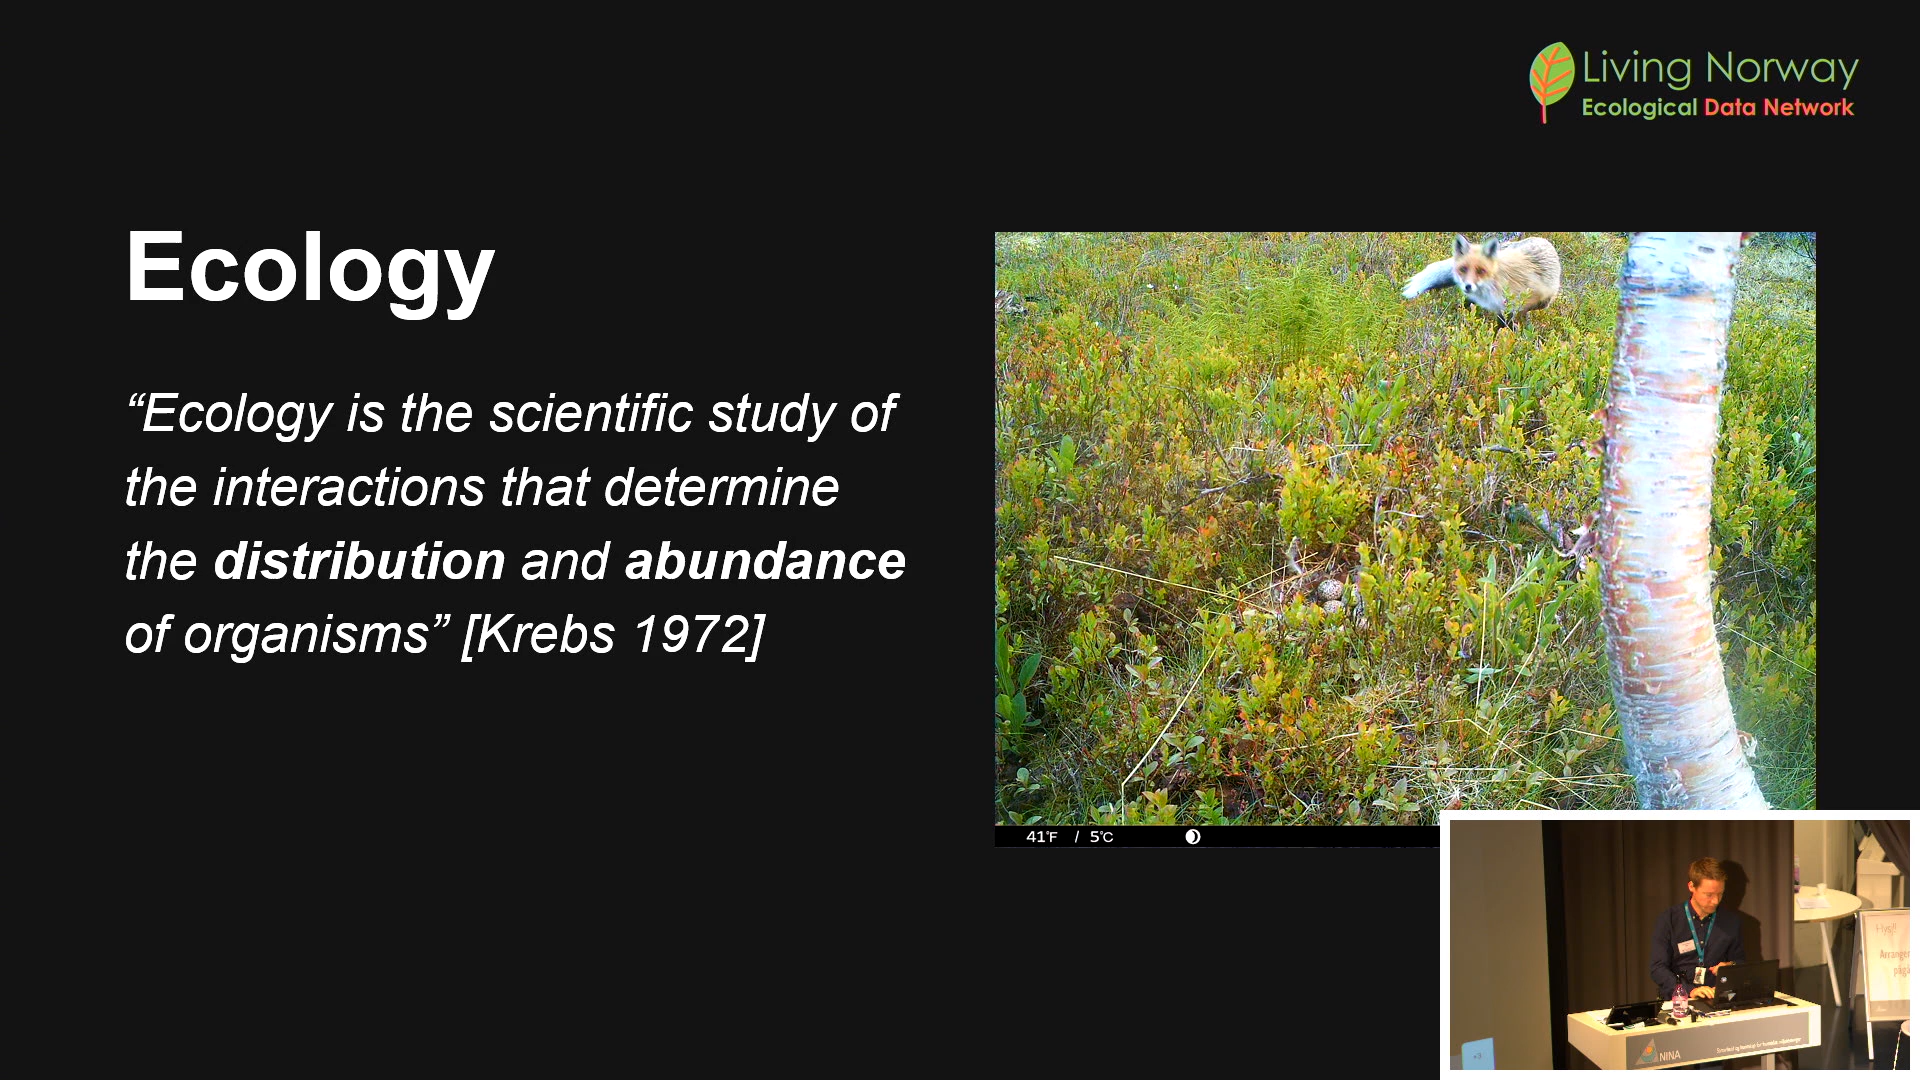 Living Norway
Ecological Data Network
Ecology
“Ecology is the scientific study of
the interactions that determine
the distribution and abundance
of organisms” [Krebs 1972]
41°F / 5°C
Hysj!
NINA